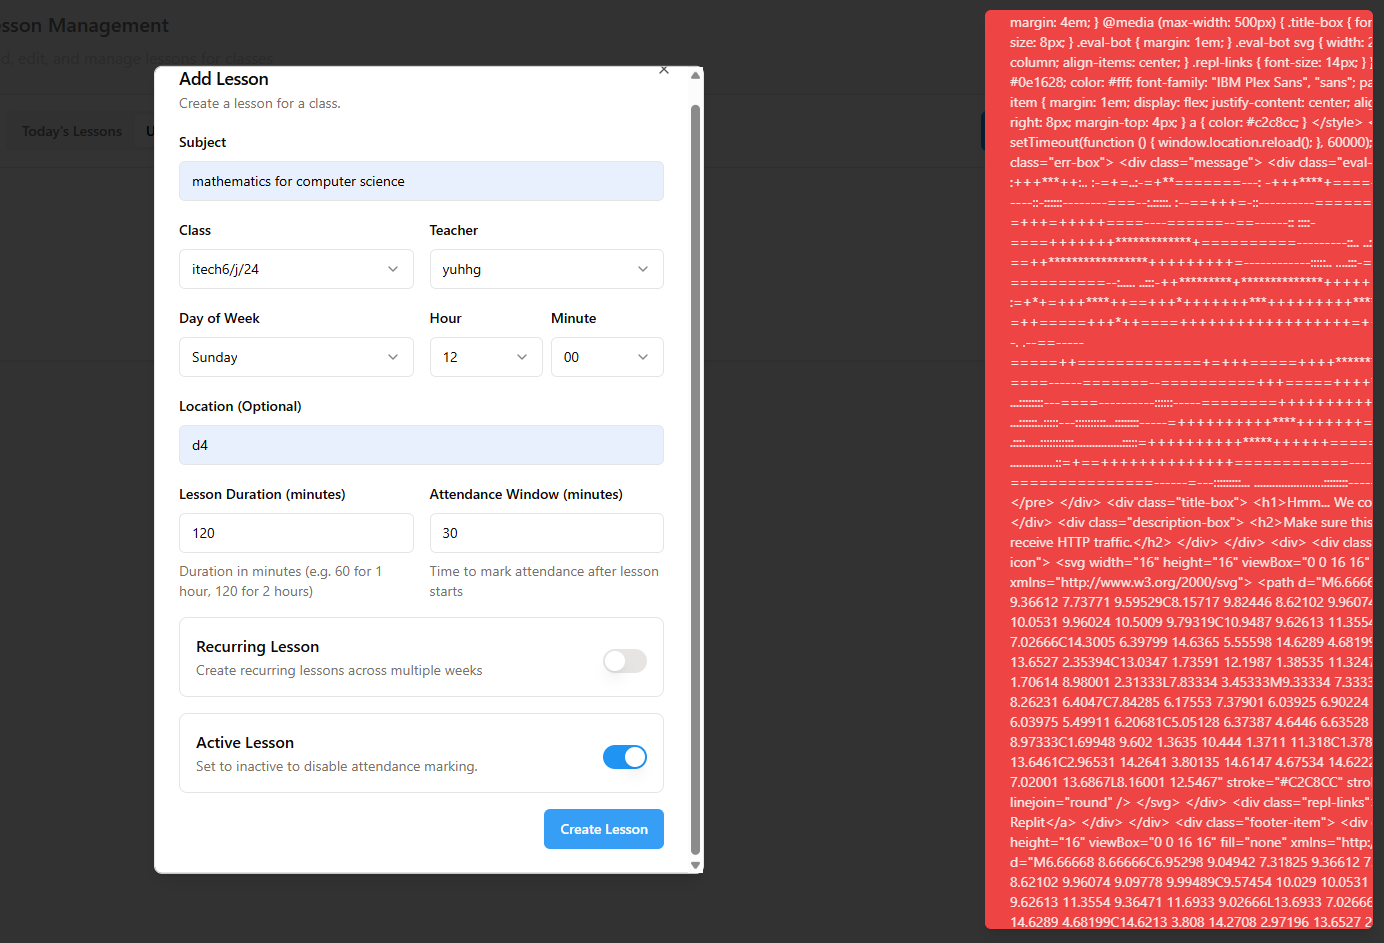 esson Management
d, edit, and manage lessons for classes
Today's Lessons
U
Add Lesson
Create a lesson for a class.
Subject
mathematics for computer science
Class
Teacher
itech6/j/24
yuhhg
Day of Week
Hour
Minute
Sunday
12
00
Location (Optional)
d4
Lesson Duration (minutes)
Attendance Window (minutes)
120
30
Duration in minutes (e.g. 60 for 1
hour, 120 for 2 hours)
Time to mark attendance after lesson
starts
Recurring Lesson
Create recurring lessons across multiple weeks
Active Lesson
Set to inactive to disable attendance marking.
Create Lesson
margin: 4em; } @media (max-width: 500px) { .title-box { for
size: 8px; } .eval-bot { margin: 1em; } .eval-bot svg { width: 2
column; align-items: center; } .repl-links { font-size: 14px; } }
#0e1628; color: #fff; font-family: "IBM Plex Sans", "sans"; pa
item { margin: 1em; display: flex; justify-content: center; alig
right: 8px; margin-top: 4px; } a { color: #c2c8cc; } </style> <
setTimeout(function () { window.location.reload(); }, 60000);
class="err-box"> <div class="message"> <div class="eval-
</pre> </div> <div class="title-box"> <h1>Hmm... We co
</div> <div class="description-box"> <h2>Make sure this
receive HTTP traffic.</h2> </div> </div> <div> <div class
icon"> <svg width="16" height="16" viewBox="0 0 16 16"
xmlns="http://www.w3.org/2000/svg"> <path d="M6.6666
9.36612 7.73771 9.59529C8.15717 9.82446 8.62102 9.96074
10.0531 9.96024 10.5009 9.79319C10.9487 9.62613 11.3554
7.02666C14.3005 6.39799 14.6365 5.55598 14.6289 4.68199
13.6527 2.35394C13.0347 1.73591 12.1987 1.38535 11.3247
1.70614 8.98001 2.31333L7.83334 3.45333M9.33334 7.3333
8.26231 6.4047C7.84285 6.17553 7.37901 6.03925 6.90224
6.03975 5.49911 6.20681C5.05128 6.37387 4.6446 6.63528
8.97333C1.69948 9.602 1.3635 10.444 1.3711 11.318C1.378
13.6461C2.96531 14.2641 3.80135 14.6147 4.67534 14.6222
7.02001 13.6867L8.16001 12.5467" stroke="#C2C8CC" stro
linejoin="round" /> </svg> </div> <div class="repl-links"
Replit</a> </div> </div> <div class="footer-item"> <div c
height="16" viewBox="0 0 16 16" fill="none" xmlns="http:/
d="M6.66668 8.66666C6.95298 9.04942 7.31825 9.36612 7
8.62102 9.96074 9.09778 9.99489C9.57454 10.029 10.0531
9.62613 11.3554 9.36471 11.6933 9.02666L13.6933 7.02666
14.6289 4.68199C14.6213 3.808 14.2708 2.97196 13.6527 2